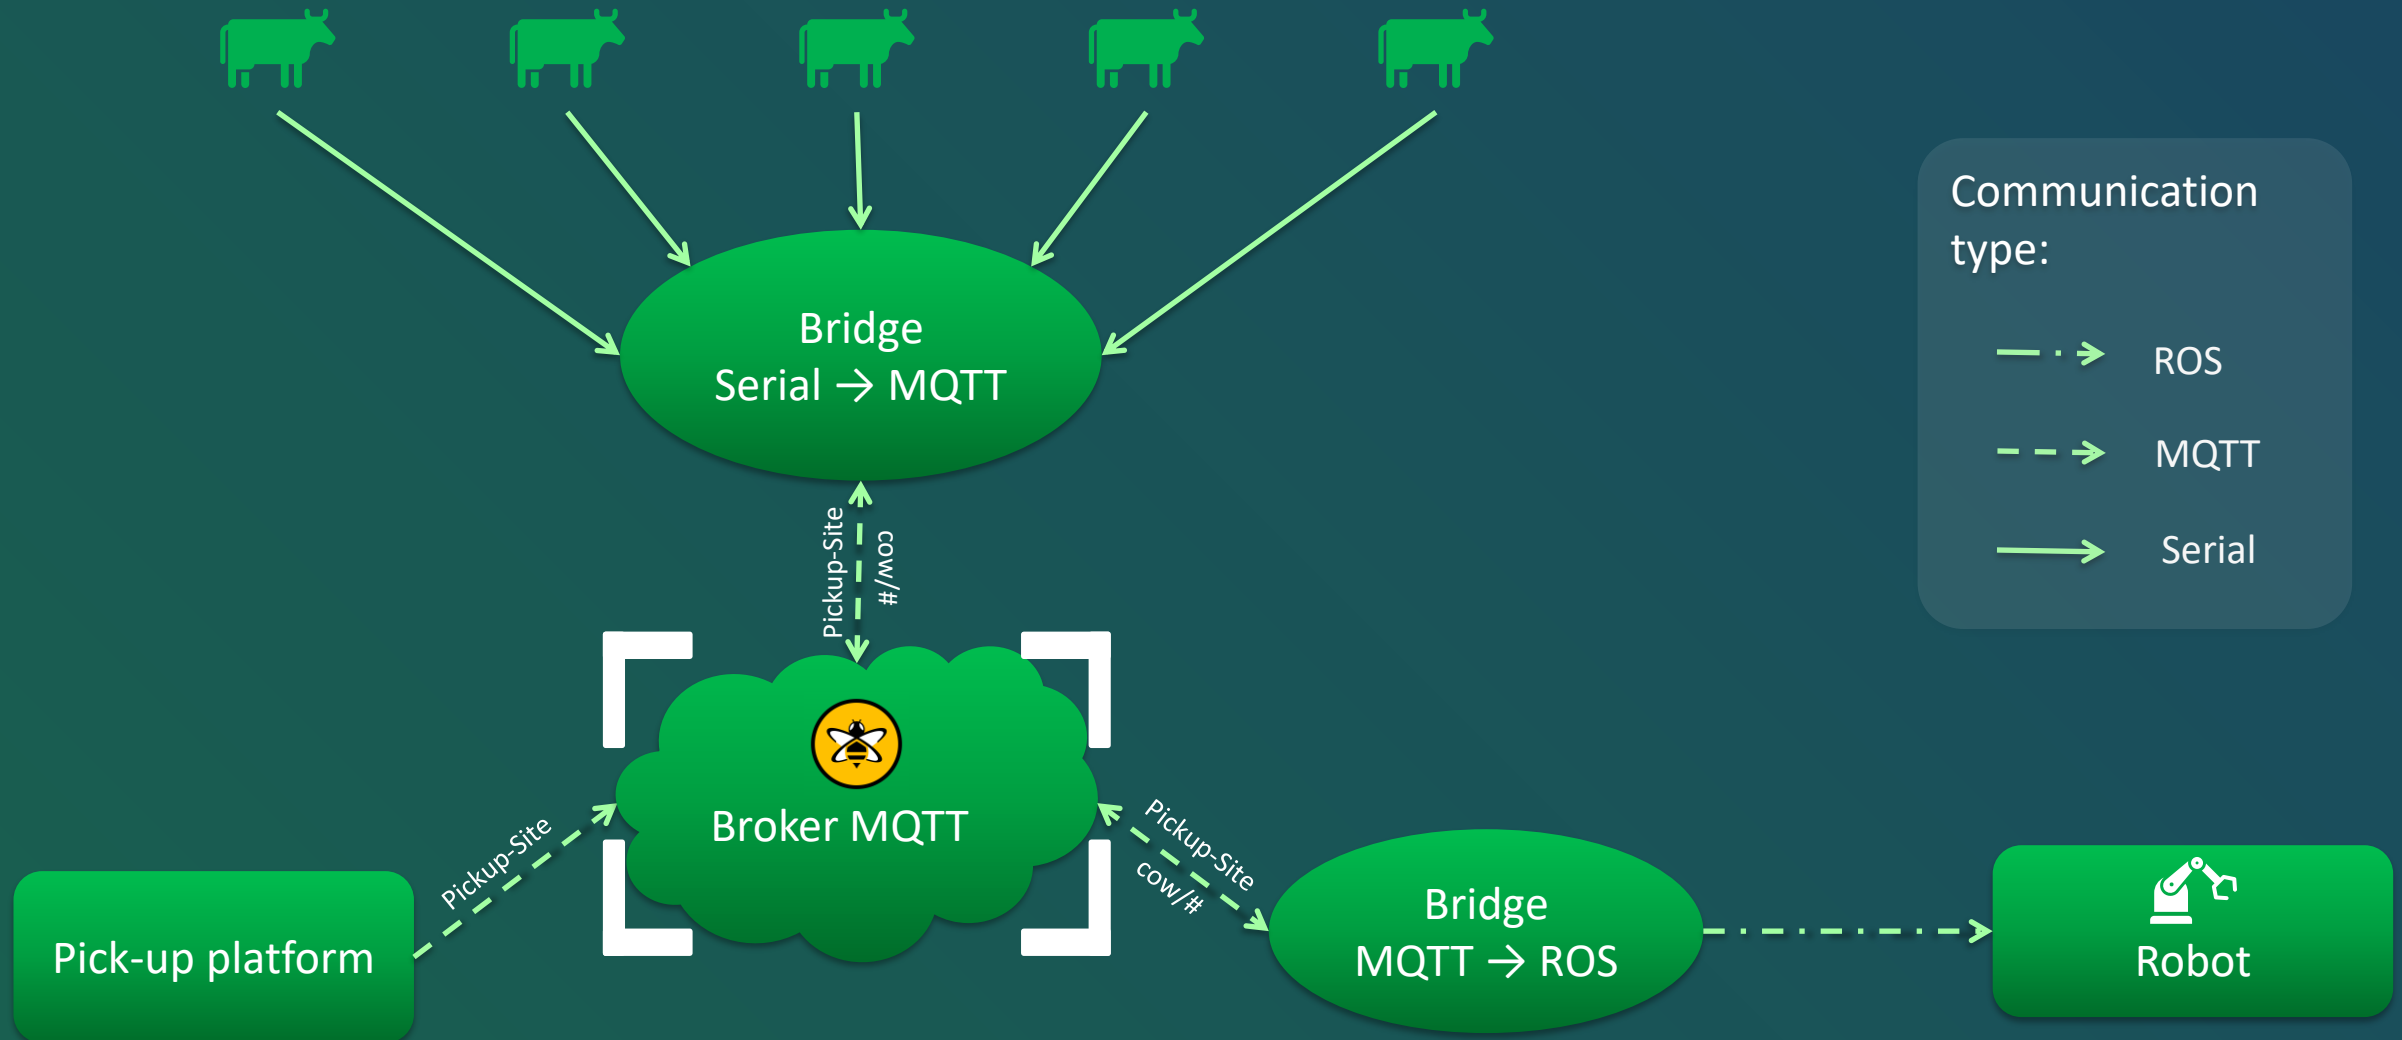 Communication
type:
ROS
MQTT
Serial
Bridge
Serial → MQTT
Pickup-Site
cow/#
Broker MQTT
Pickup-Site
Pickup-Site
cow/#
Pick-up platform
Bridge
MQTT → ROS
Robot